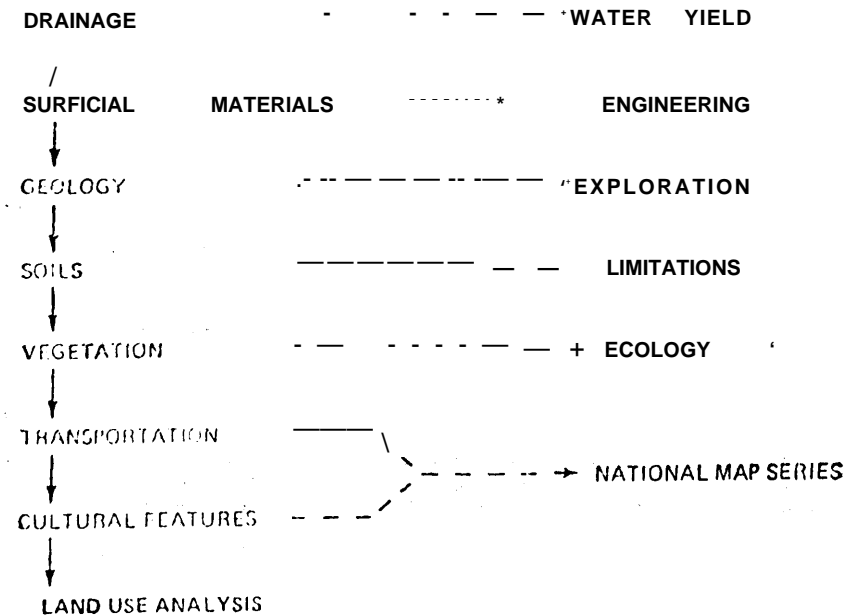 DRAINAGE WATER YIELD
SURFICIAL MATERIALS ENGINEERING
GEOLOGY EXPLORATION
SOILS LIMITATIONS
VEGETATION ECOLOGY
TRANSPORTATION
NATIONAL MAP SERIES
CULTURAL FEATURES
LAND USE ANALYSIS